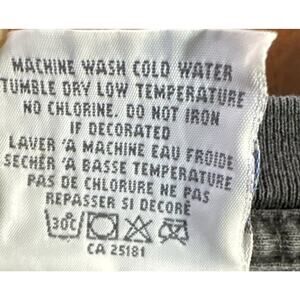 MACHINE WASH COLD WATER
TUMBLE DRY LOW TEMPERATURE
NO CHLORINE. DO NOT IRON
IF DECORATED
LAVER 'A MACHINE EAU FROIDE
SECHER 'A BASSE TEMPERATURE
PAS DE CHLORURE NE PAS
REPASSER SI DECORÉ
30C
CA 25181